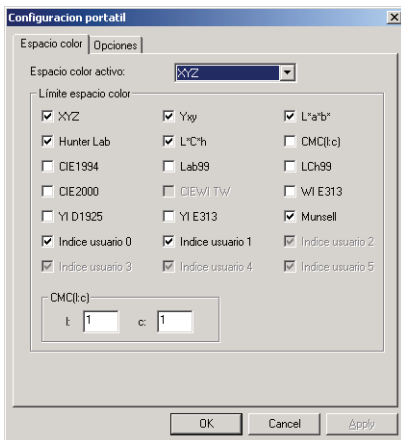 Configuracion portatil
Espacio color Opciones
Espacio color activo: XYZ
Límite espacio color
XYZ Yxy L*a*b*
Hunter Lab L*C*h CMC(l:c)
CIE1994 Lab99 LCh99
CIE2000 CIEWI TW WI E313
YI D1925 YI E313 Munsell
Indice usuario 0 Indice usuario 1 Indice usuario 2
Indice usuario 3 Indice usuario 4 Indice usuario 5
CMC(l:c)
l: 1 c: 1
OK Cancel Apply